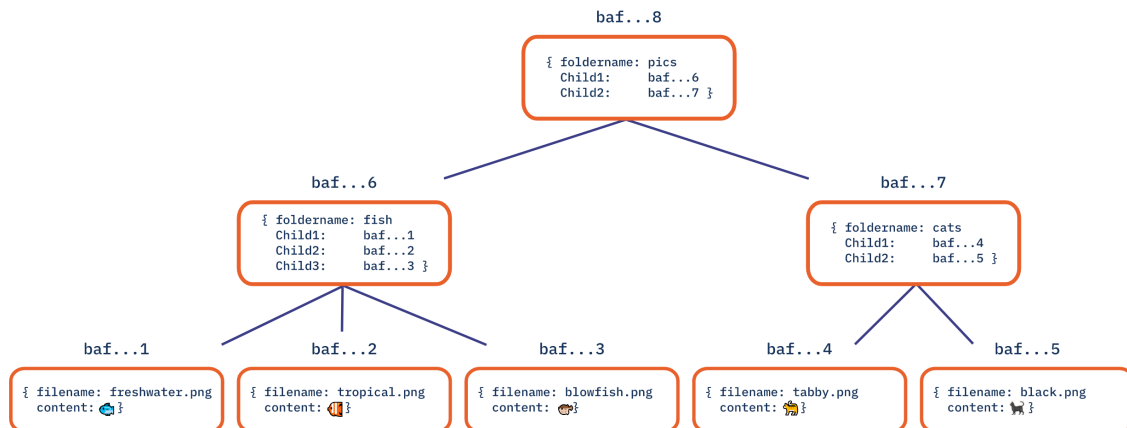 baf...8
{ foldername: pics
Child1: baf...6
Child2: baf...7 }
baf...6
{ foldername: fish
Child1: baf...1
Child2: baf...2
Child3: baf...3 }
baf...7
{ foldername: cats
Child1: baf...4
Child2: baf...5 }
baf...1
{ filename: freshwater.png
content: }
baf...2
{ filename: tropical.png
content: }
baf...3
{ filename: blowfish.png
content: }
baf...4
{ filename: tabby.png
content: }
baf...5
{ filename: black.png
content: }